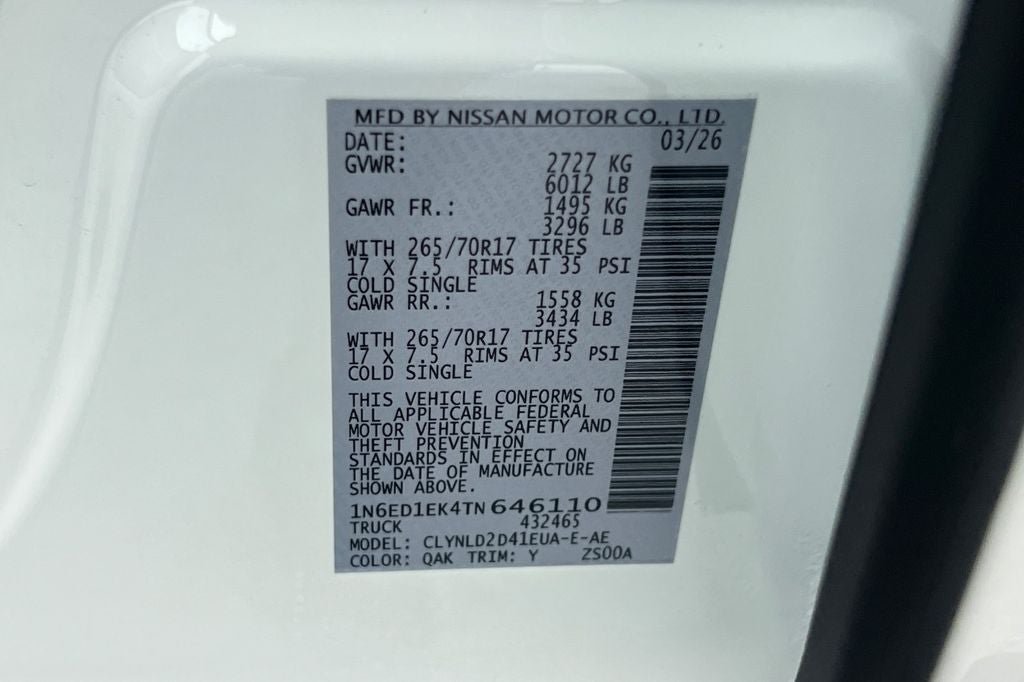 MFD BY NISSAN MOTOR CO., LTD.
DATE: 03/26
GVWR: 2727 KG
6012 LB
GAWR FR.: 1495 KG
3296 LB
WITH 265/70R17 TIRES
17 X 7.5 RIMS AT 35 PSI
COLD SINGLE
GAWR RR.: 1558 KG
3434 LB
WITH 265/70R17 TIRES
17 X 7.5 RIMS AT 35 PSI
COLD SINGLE
THIS VEHICLE CONFORMS TO
ALL APPLICABLE FEDERAL
MOTOR VEHICLE SAFETY AND
THEFT PREVENTION
STANDARDS IN EFFECT ON
THE DATE OF MANUFACTURE
SHOWN ABOVE.
1N6ED1EK4TN646110
TRUCK 432465
MODEL: CLYNLD2D41EUA-E-AE
COLOR: QAK TRIM: Y ZS00A